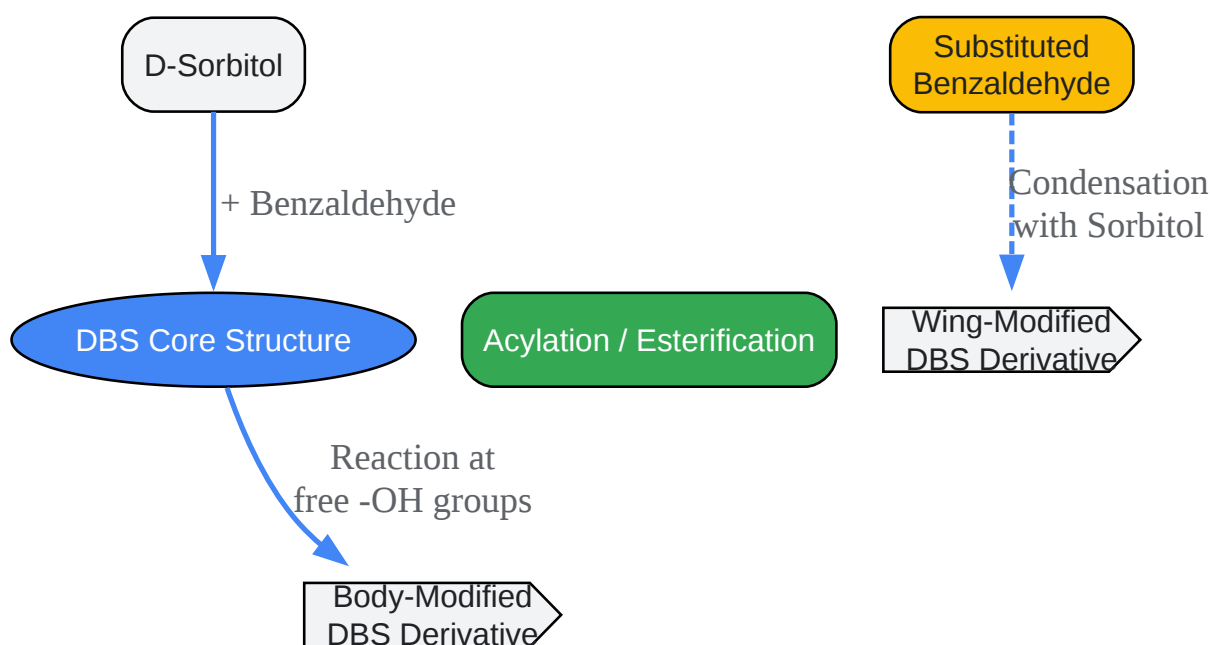 D-Sorbitol
Substituted
Benzaldehyde
+ Benzaldehyde
Condensation
with Sorbitol
DBS Core Structure
Acylation / Esterification
Wing-Modified
DBS Derivative
Reaction at
free -OH groups
Body-Modified
DBS Derivative